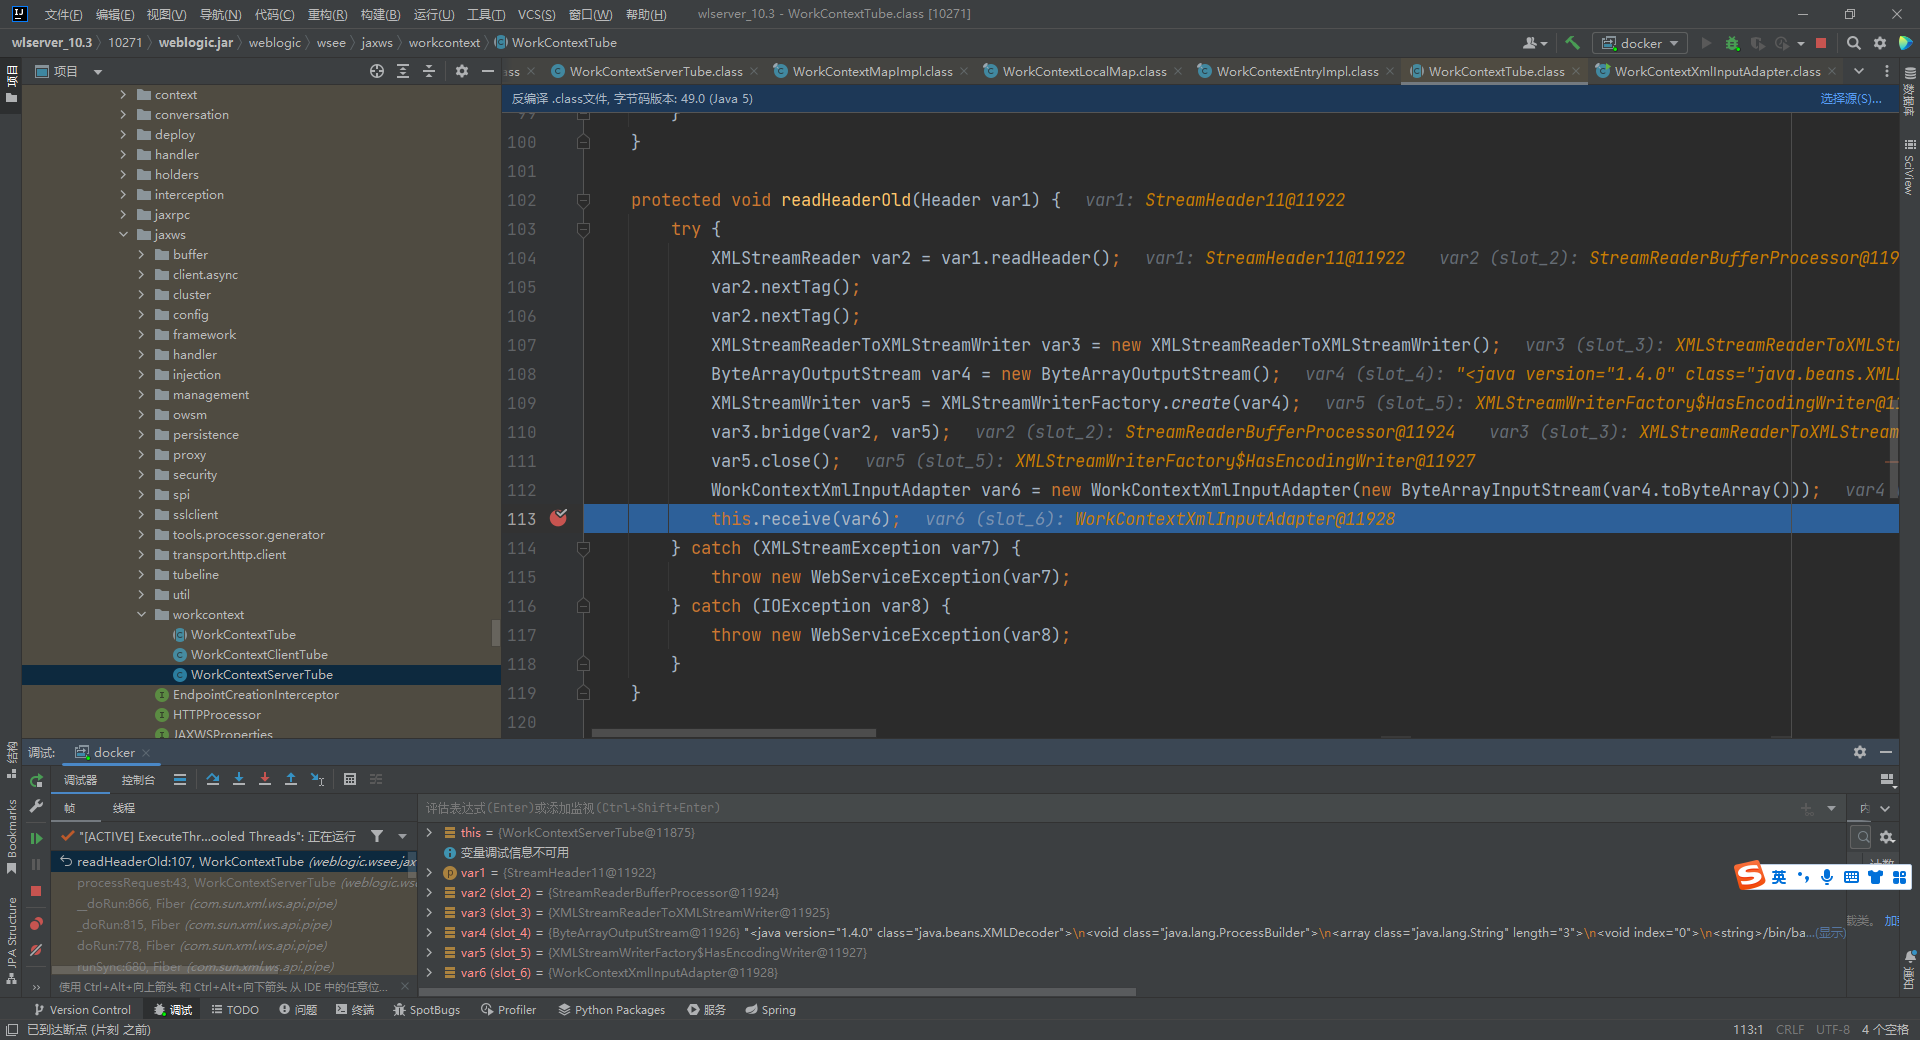 文件(F) 编辑(E) 视图(V) 导航(N) 代码(C) 重构(R) 构建(B) 运行(U) 工具(T) VCS(S) 窗口(W) 帮助(H) wlserver_10.3 - WorkContextTube.class [10271]
wlserver_10.3 10271 weblogic.jar weblogic wsee jaxws workcontext WorkContextTube docker
项目
ass WorkContextServerTube.class WorkContextMapImpl.class WorkContextLocalMap.class WorkContextEntryImpl.class WorkContextTube.class WorkContextXmlInputAdapter.class
反编译 .class文件, 字节码版本: 49.0 (Java 5) 选择源(S)...
项目
数据库
SciView
context
conversation
deploy
handler
holders
interception
jaxrpc
jaxws
buffer
client.async
cluster
config
framework
handler
injection
management
owsm
persistence
proxy
security
spi
sslclient
tools.processor.generator
transport.http.client
tubeline
util
workcontext
WorkContextTube
WorkContextClientTube
WorkContextServerTube
EndpointCreationInterceptor
HTTPProcessor
JAXWSProperties
99 }
100 }
101
102 protected void readHeaderOld(Header var1) { var1: StreamHeader11@11922
103 try {
104 XMLStreamReader var2 = var1.readHeader(); var1: StreamHeader11@11922 var2 (slot_2): StreamReaderBufferProcessor@119
105 var2.nextTag();
106 var2.nextTag();
107 XMLStreamReaderToXMLStreamWriter var3 = new XMLStreamReaderToXMLStreamWriter(); var3 (slot_3): XMLStreamReaderToXMLStr
108 ByteArrayOutputStream var4 = new ByteArrayOutputStream(); var4 (slot_4): "<java version="1.4.0" class="java.beans.XMLD
109 XMLStreamWriter var5 = XMLStreamWriterFactory.create(var4); var5 (slot_5): XMLStreamWriterFactory$HasEncodingWriter@11
110 var3.bridge(var2, var5); var2 (slot_2): StreamReaderBufferProcessor@11924 var3 (slot_3): XMLStreamReaderToXMLStream
111 var5.close(); var5 (slot_5): XMLStreamWriterFactory$HasEncodingWriter@11927
112 WorkContextXmlInputAdapter var6 = new WorkContextXmlInputAdapter(new ByteArrayInputStream(var4.toByteArray())); var4
113 this.receive(var6); var6 (slot_6): WorkContextXmlInputAdapter@11928
114 } catch (XMLStreamException var7) {
115 throw new WebServiceException(var7);
116 } catch (IOException var8) {
117 throw new WebServiceException(var8);
118 }
119 }
120
调试: docker
调试器 控制台
帧 线程
评估表达式(Enter)或添加监视(Ctrl+Shift+Enter)
"[ACTIVE] ExecuteThr...ooled Threads": 正在运行
readHeaderOld:107, WorkContextTube (weblogic.wsee.jax
processRequest:43, WorkContextServerTube (weblogic.ws
__doRun:866, Fiber (com.sun.xml.ws.api.pipe)
_doRun:815, Fiber (com.sun.xml.ws.api.pipe)
doRun:778, Fiber (com.sun.xml.ws.api.pipe)
runSync:680, Fiber (com.sun.xml.ws.api.pipe)
使用 Ctrl+Alt+向上箭头 和 Ctrl+Alt+向下箭头 从 IDE 中的任意位...
this = {WorkContextServerTube@11875}
变量调试信息不可用
var1 = {StreamHeader11@11922}
var2 (slot_2) = {StreamReaderBufferProcessor@11924}
var3 (slot_3) = {XMLStreamReaderToXMLStreamWriter@11925}
var4 (slot_4) = {ByteArrayOutputStream@11926} "<java version="1.4.0" class="java.beans.XMLDecoder">\n<void class="java.lang.ProcessBuilder">\n<array class="java.lang.String" length="3">\n<void index="0">\n<string>/bin/ba...(显示)
var5 (slot_5) = {XMLStreamWriterFactory$HasEncodingWriter@11927}
var6 (slot_6) = {WorkContextXmlInputAdapter@11928}
内
英
载类。 加
结构
Bookmarks
JPA Structure
通知
Version Control 调试 TODO 问题 终端 SpotBugs Profiler Python Packages 服务 Spring
已到达断点 (片刻 之前) 113:1 CRLF UTF-8 4 个空格